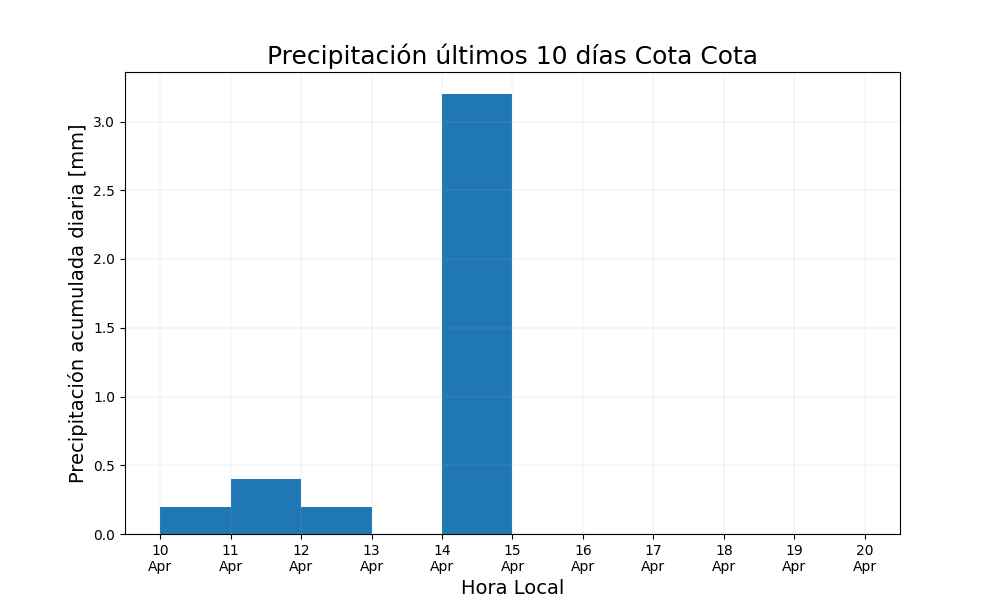 Precipitación últimos 10 días Cota Cota
Precipitación acumulada diaria [mm]
3.0
2.5
2.0
1.5
1.0
0.5
0.0
10 11 12 13 14 15 16 17 18 19 20
Apr Apr Apr Apr Apr Apr Apr Apr Apr Apr Apr
Hora Local